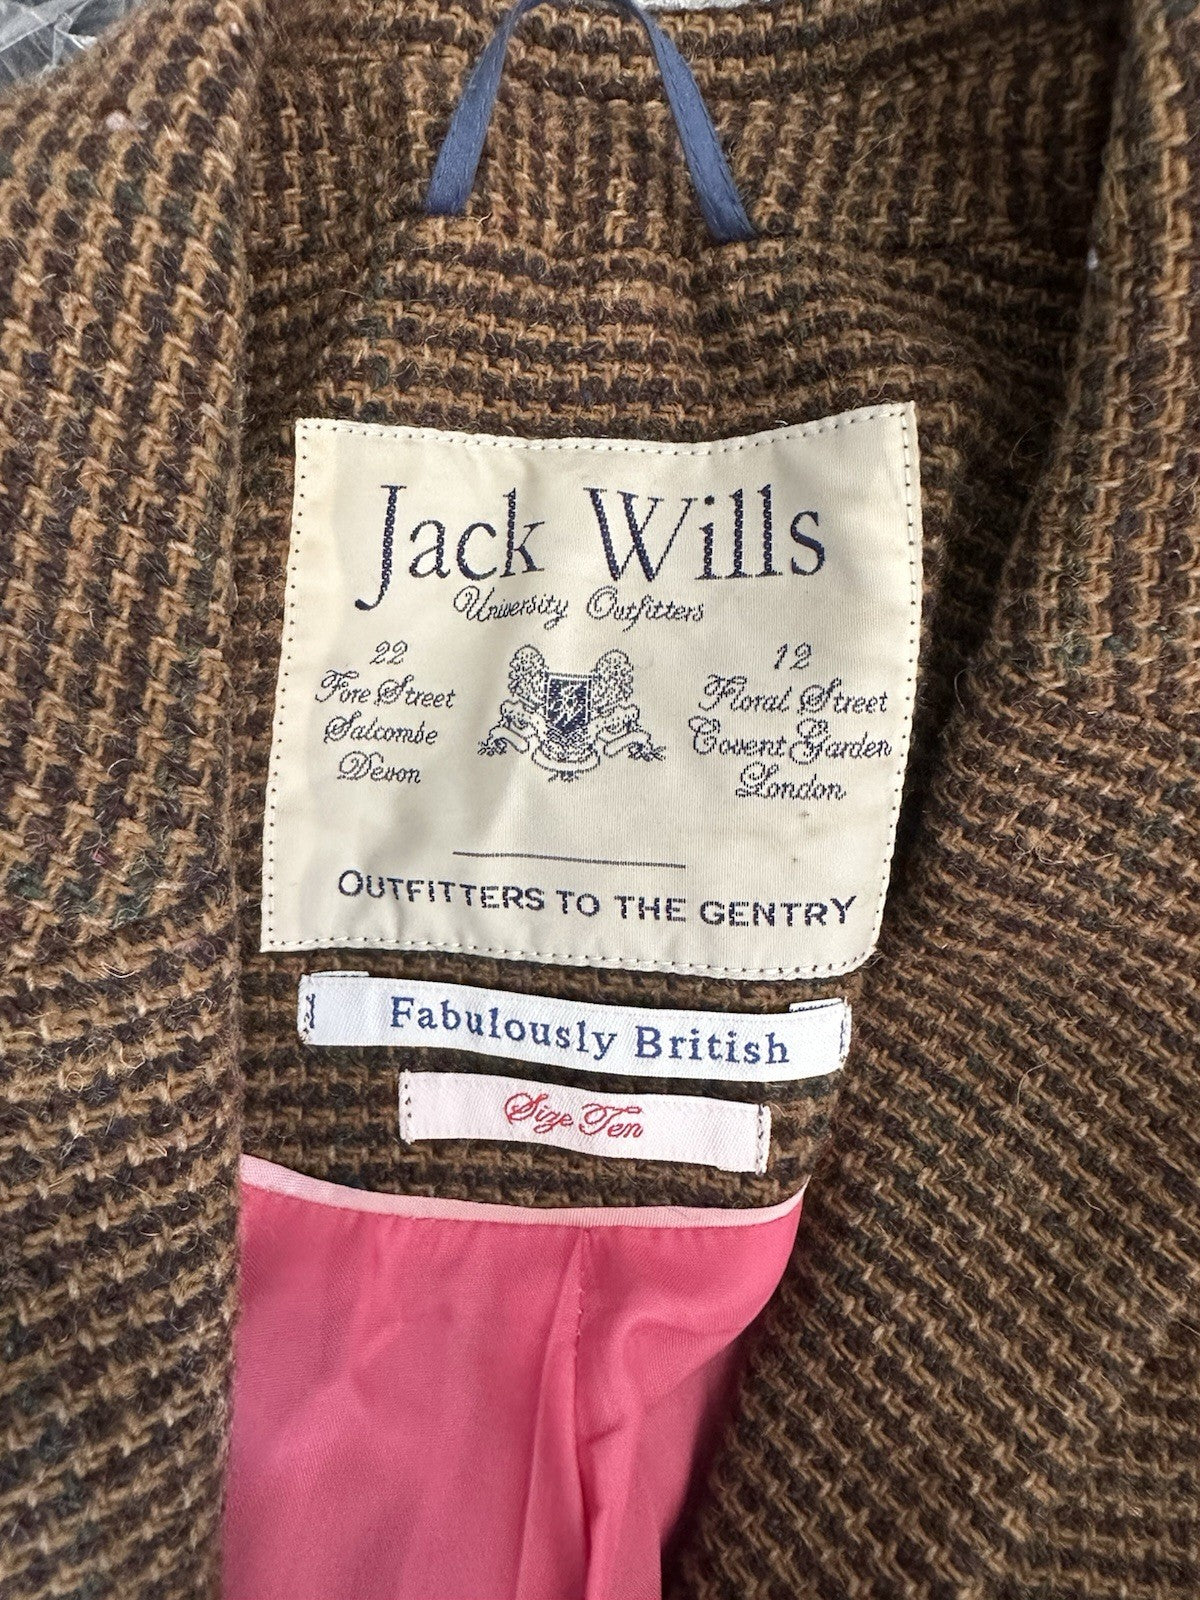 Jack Wills
University Outfitters
22
Fore Street
Salcombe
Devon
12
Floral Street
Covent Garden
London
OUTFITTERS TO THE GENTRY
Fabulously British
Size Ten